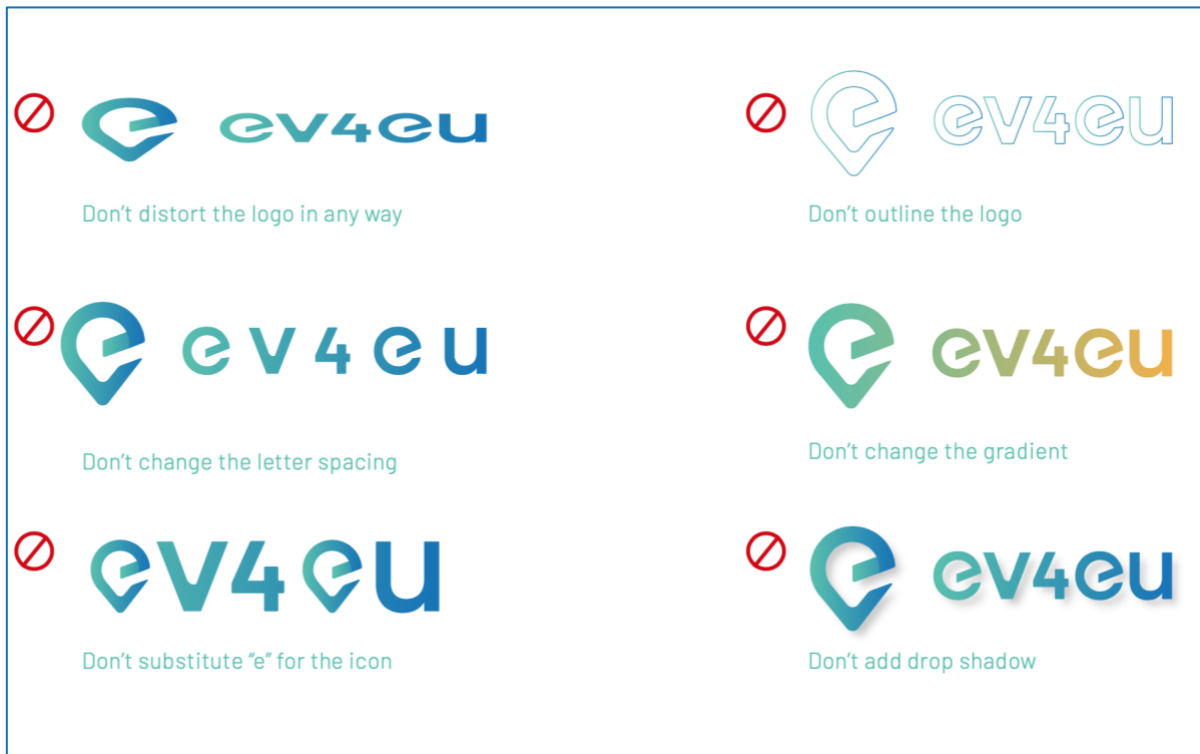 ev4eu
ev4eu
Don’t distort the logo in any way
Don’t outline the logo
ev4eu
ev4eu
Don’t change the letter spacing
Don’t change the gradient
ev4eu
ev4eu
Don’t substitute “e” for the icon
Don’t add drop shadow